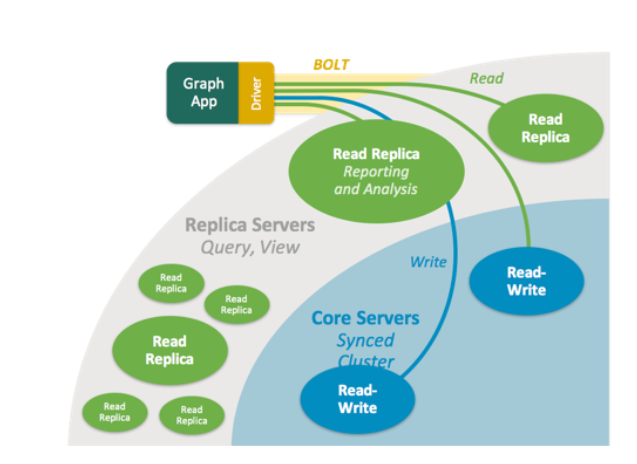 BOLT
Read
Graph
App
Driver
Read
Replica
Read Replica
Reporting
and Analysis
Replica Servers
Query, View
Write
Read-
Write
Read
Replica
Read
Replica
Read
Replica
Core Servers
Synced
Cluster
Read-
Write
Read
Replica
Read
Replica